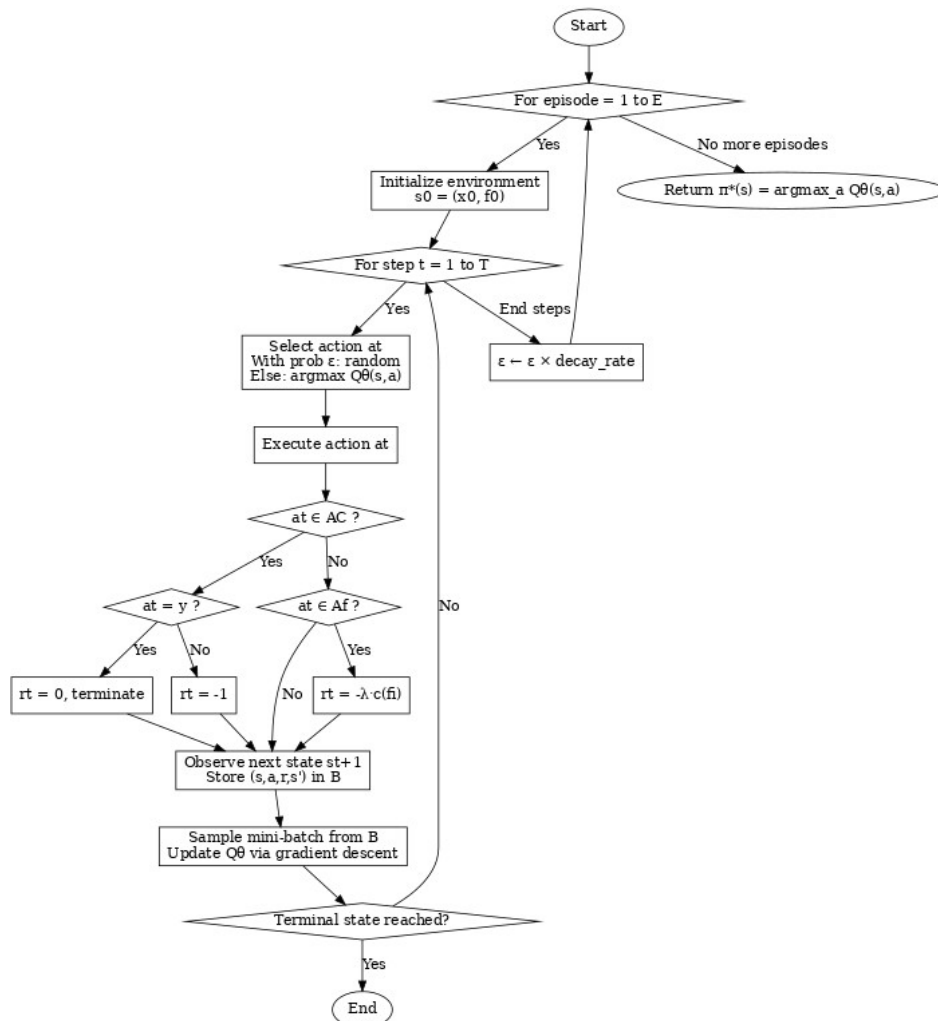 Start
For episode = 1 to E
Yes
No more episodes
Initialize environment
s0 = (x0, f0)
Return π*(s) = argmax_a Qθ(s,a)
For step t = 1 to T
Yes
End steps
Select action at
With prob ε: random
Else: argmax Qθ(s,a)
ε ← ε × decay_rate
Execute action at
at ∈ AC ?
Yes
No
at = y ?
at ∈ Af ?
No
Yes
No
Yes
No
rt = 0, terminate
rt = -1
rt = -λ·c(fi)
Observe next state st+1
Store (s,a,r,s') in B
Sample mini-batch from B
Update Qθ via gradient descent
Terminal state reached?
Yes
End